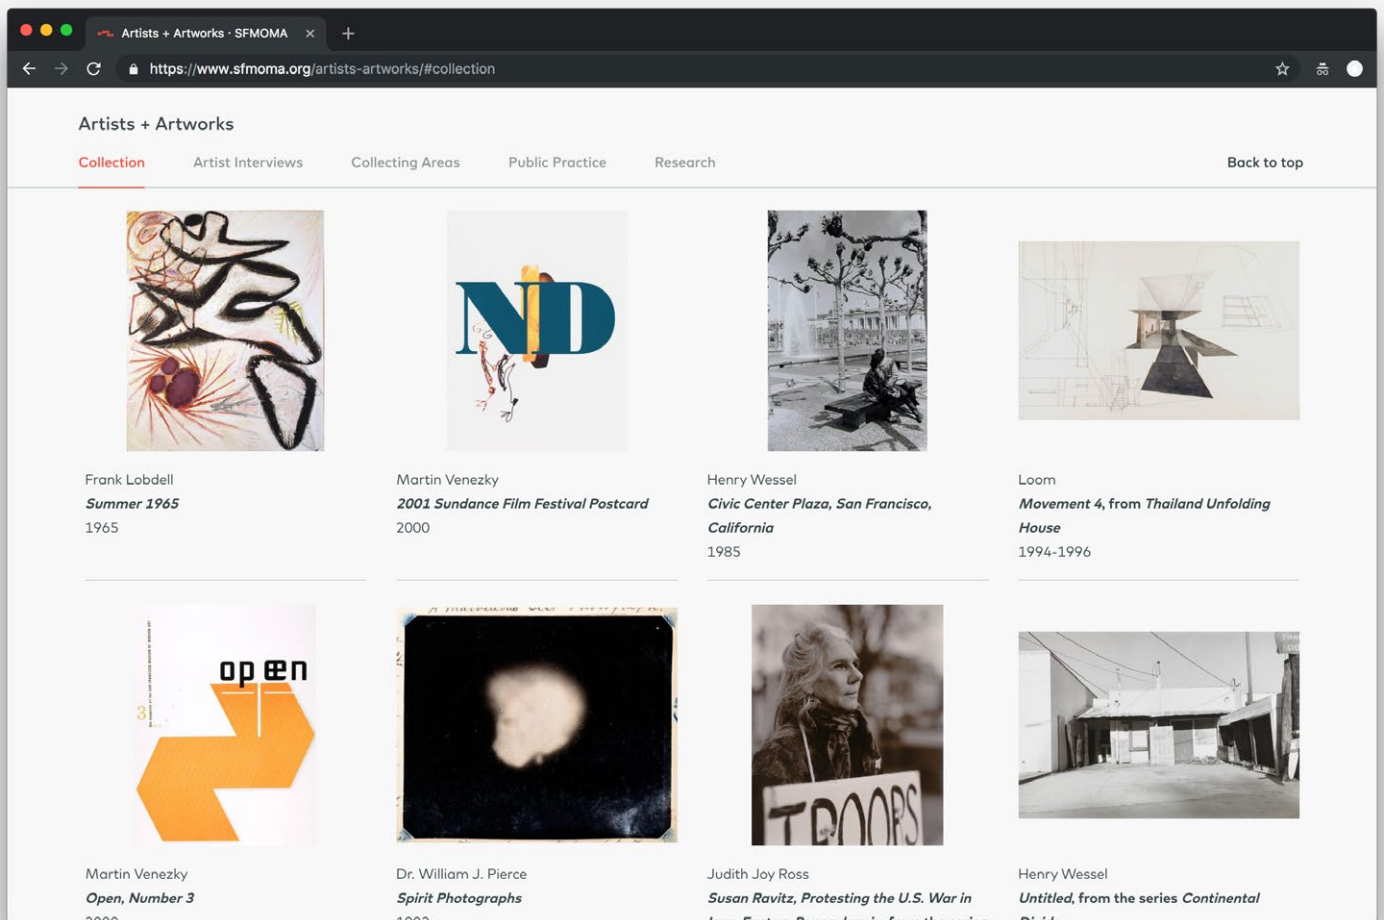 Artists + Artworks · SFMOMA
https://www.sfmoma.org/artists-artworks/#collection
Artists + Artworks
Collection
Artist Interviews
Collecting Areas
Public Practice
Research
Back to top
ND
Frank Lobdell
Summer 1965
1965
Martin Venezky
2001 Sundance Film Festival Postcard
2000
Henry Wessel
Civic Center Plaza, San Francisco,
California
1985
Loom
Movement 4, from Thailand Unfolding
House
1994-1996
open
3
TROOPS
Martin Venezky
Open, Number 3
Dr. William J. Pierce
Spirit Photographs
Judith Joy Ross
Susan Ravitz, Protesting the U.S. War in
Henry Wessel
Untitled, from the series Continental